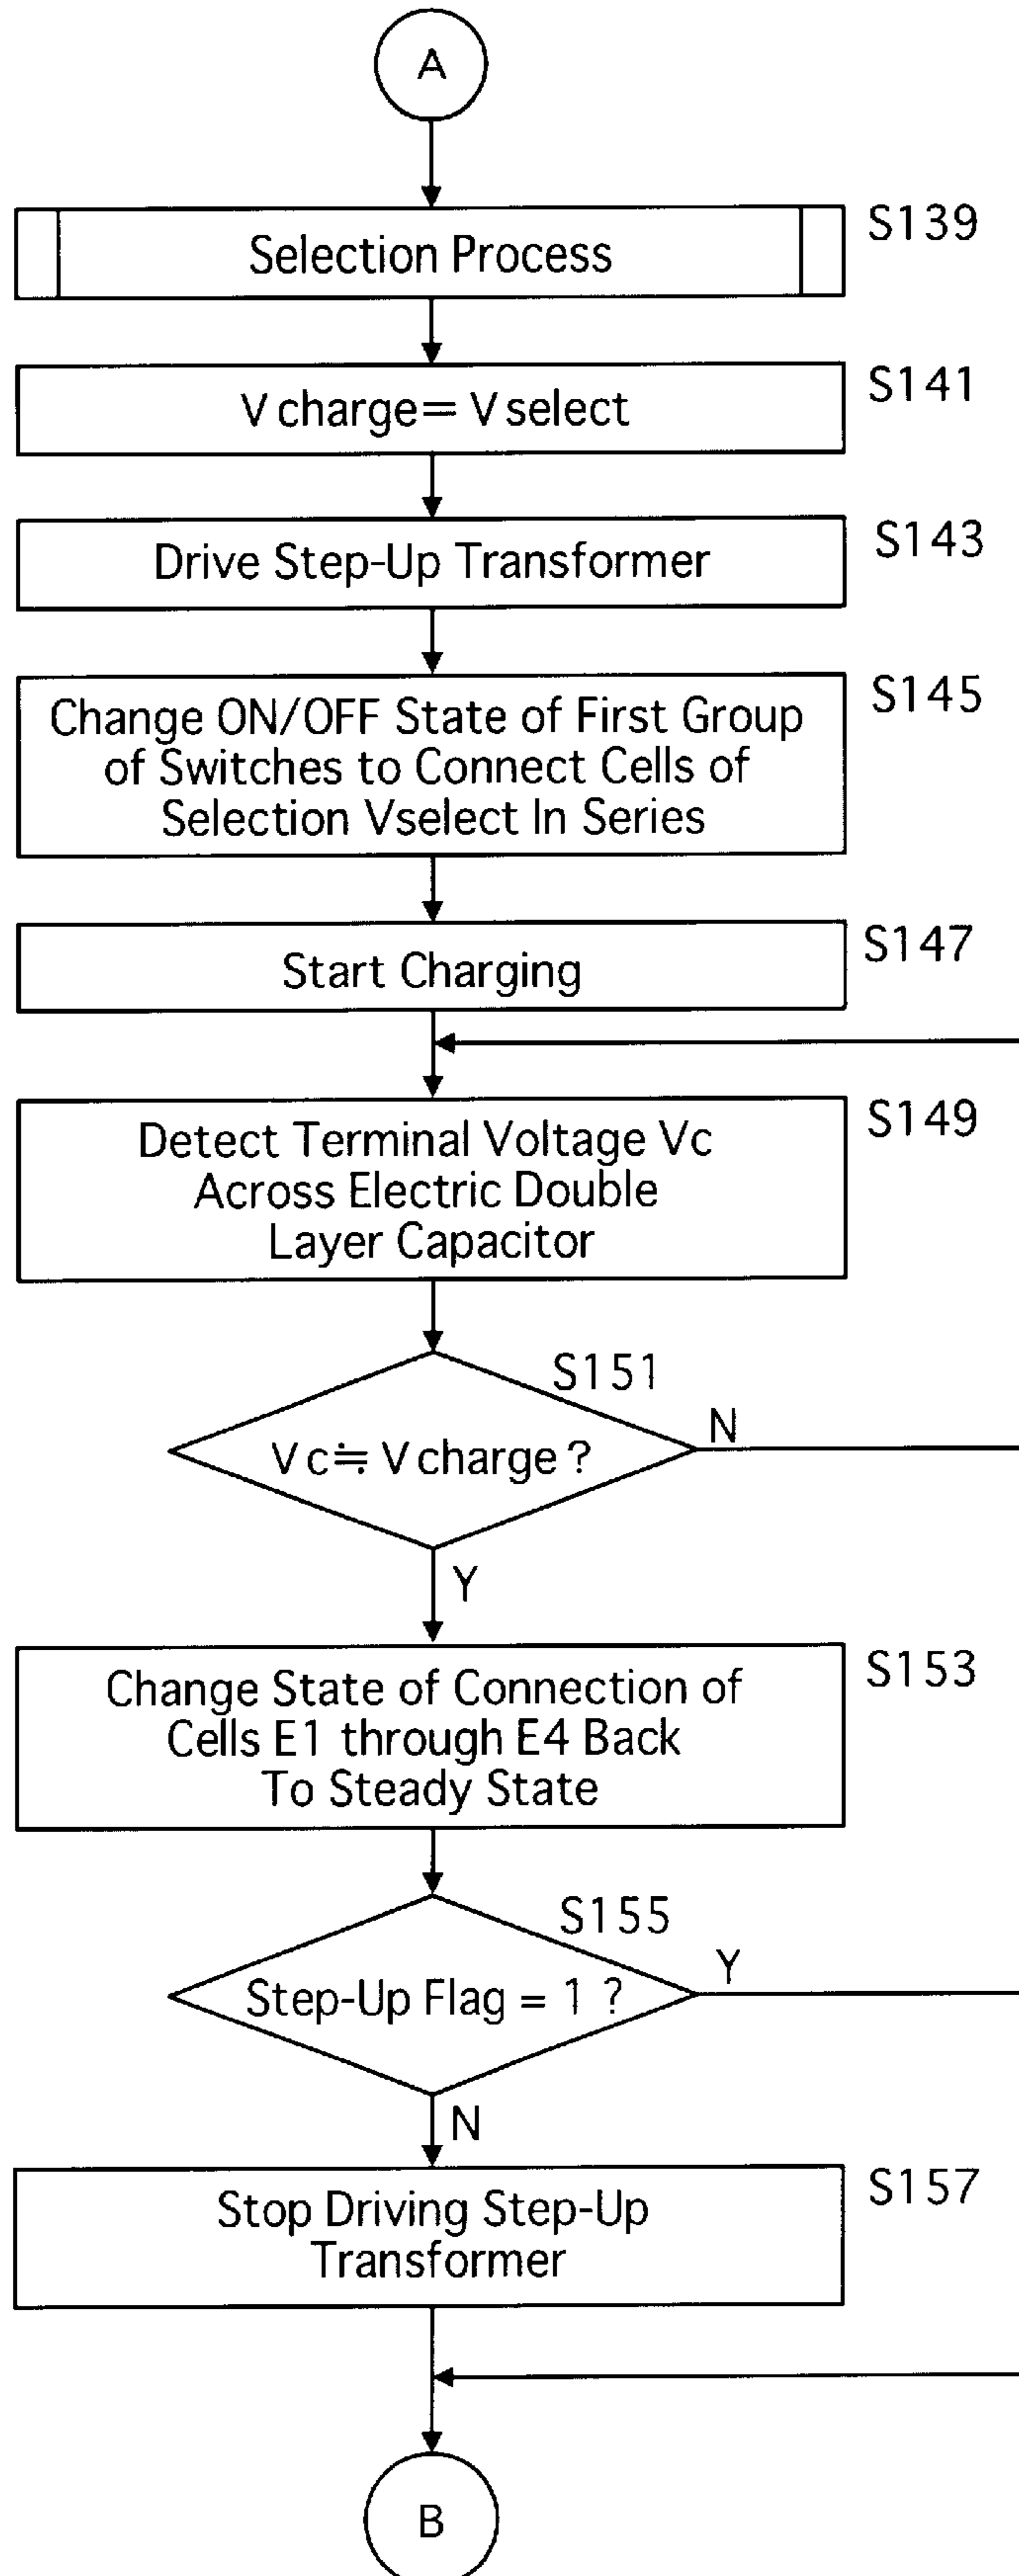 A
Selection Process
S139
V charge= V select
S141
Drive Step-Up Transformer
S143
Change ON/OFF State of First Group
of Switches to Connect Cells of
Selection Vselect In Series
S145
Start Charging
S147
Detect Terminal Voltage Vc
Across Electric Double
Layer Capacitor
S149
S151
Vc≒Vcharge?
N
Y
Change State of Connection of
Cells E1 through E4 Back
To Steady State
S153
S155
Step-Up Flag = 1 ?
Y
N
Stop Driving Step-Up
Transformer
S157
B